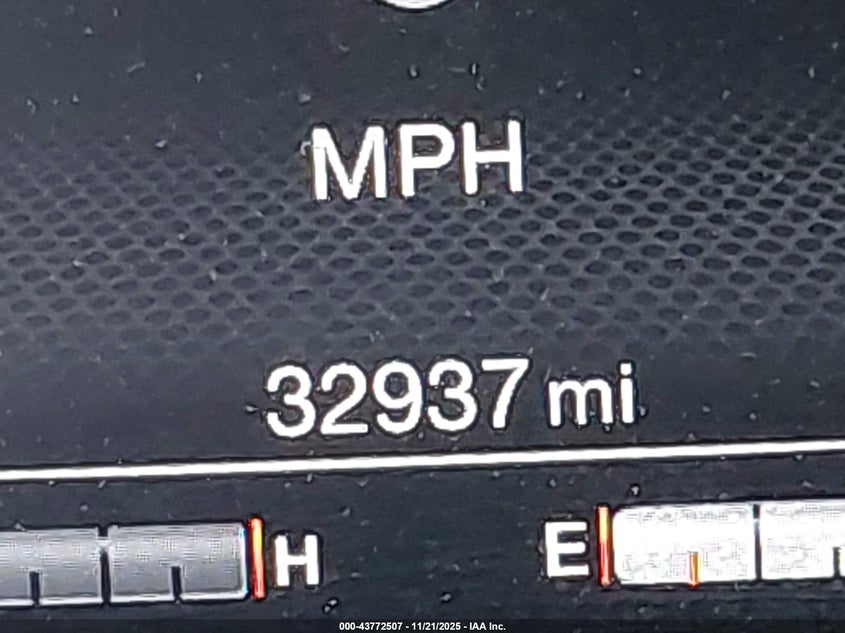 MPH
32937 mi
H E
000-43772507 - 11/21/2025 - IAA Inc.